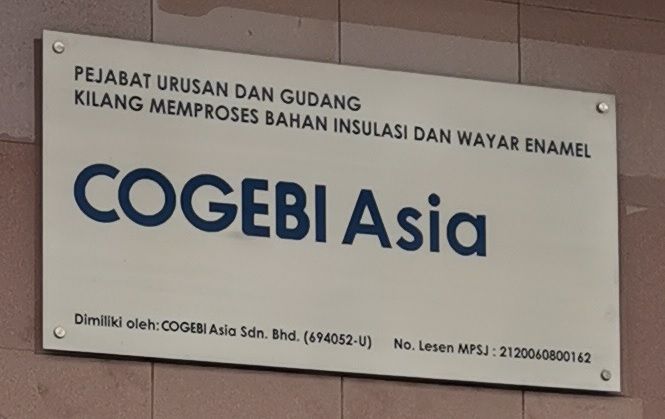 PEJABAT URUSAN DAN GUDANG
KILANG MEMPROSES BAHAN INSULASI DAN WAYAR ENAMEL
COGEBI Asia
Dimiliki oleh: COGEBI Asia Sdn. Bhd. (694052-U) No. Lesen MPSJ : 2120060800162